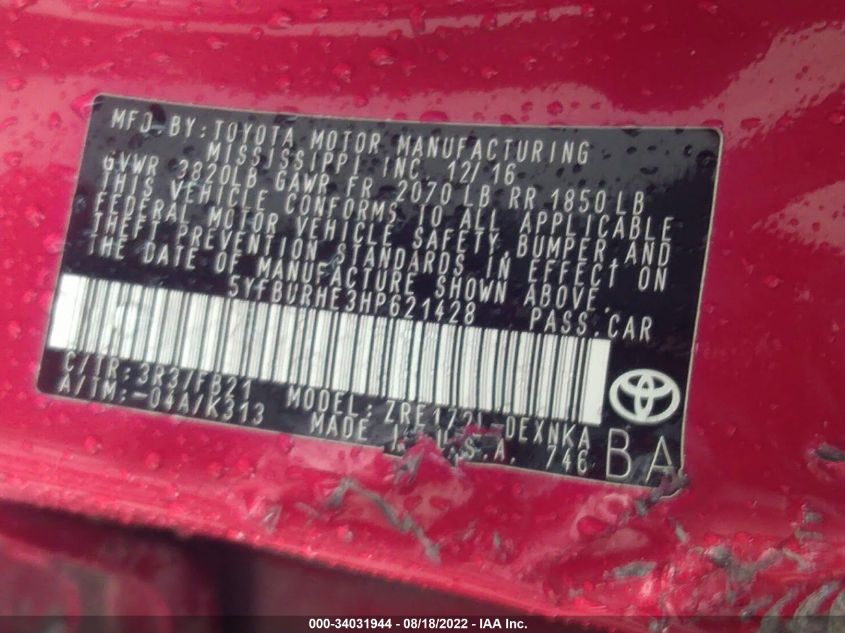 MFD.BY:TOYOTA MOTOR MANUFACTURING
MISSISSIPPI, INC. 12/16
GVWR 3820LB GAWR FR 2070 LB RR 1850 LB
THIS VEHICLE CONFORMS TO ALL APPLICABLE
FEDERAL MOTOR VEHICLE SAFETY, BUMPER, AND
THEFT PREVENTION STANDARDS IN EFFECT ON
THE DATE OF MANUFACTURE SHOWN ABOVE.
5YFBURHE3HP621428 PASS.CAR
C/TR:3R3/FB21 MODEL: ZRE172L-DEXNKA
A/TM:-04A/K313 MADE IN U.S.A. 746
BA
000-34031944 - 08/18/2022 - IAA Inc.